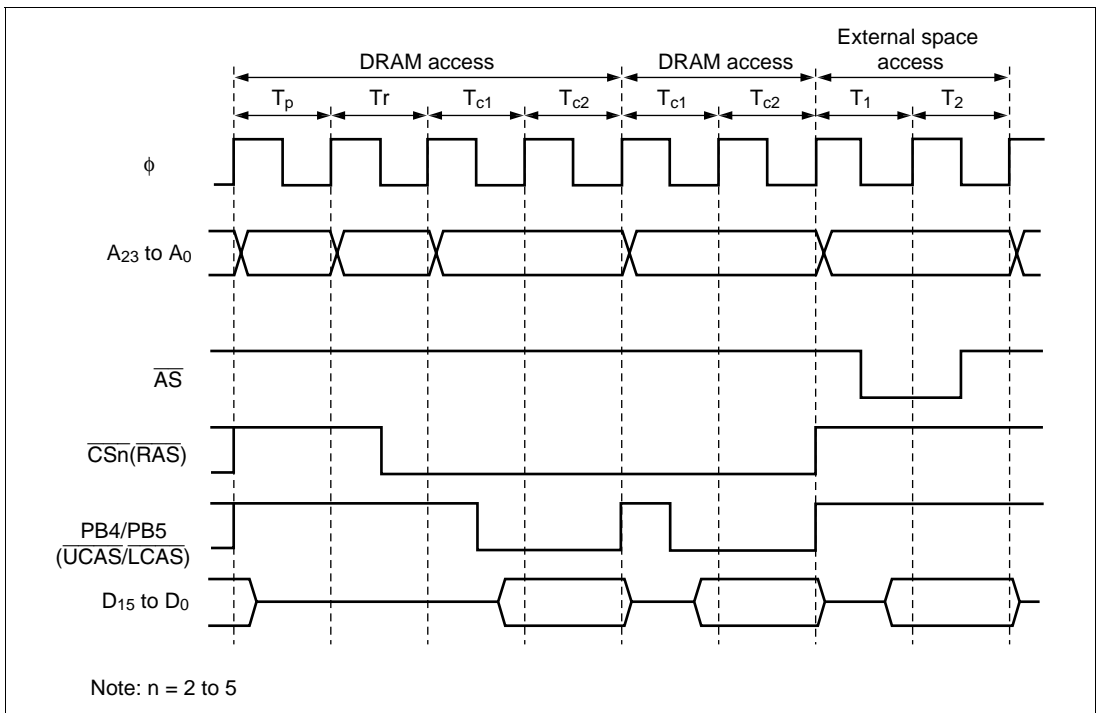 External space
DRAM access DRAM access access
Tp Tr Tc1 Tc2 Tc1 Tc2 T1 T2
ϕ
A23 to A0
AS
CSn(RAS)
PB4/PB5
(UCAS/LCAS)
D15 to D0
Note: n = 2 to 5